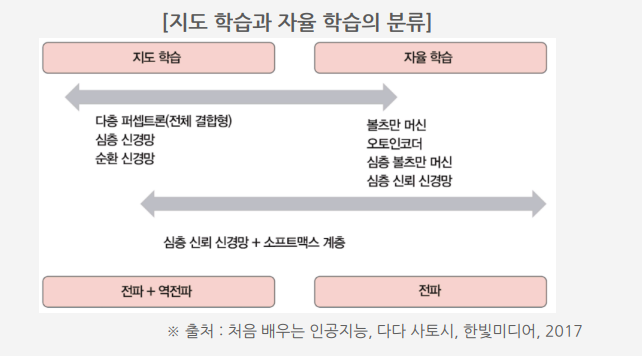 [지도 학습과 자율 학습의 분류]
지도 학습
자율 학습
다층 퍼셉트론(전체 결합형)
심층 신경망
순환 신경망
볼츠만 머신
오토인코더
심층 볼츠만 머신
심층 신뢰 신경망
심층 신뢰 신경망 + 소프트맥스 계층
전파 + 역전파
전파
※ 출처 : 처음 배우는 인공지능, 다다 사토시, 한빛미디어, 2017